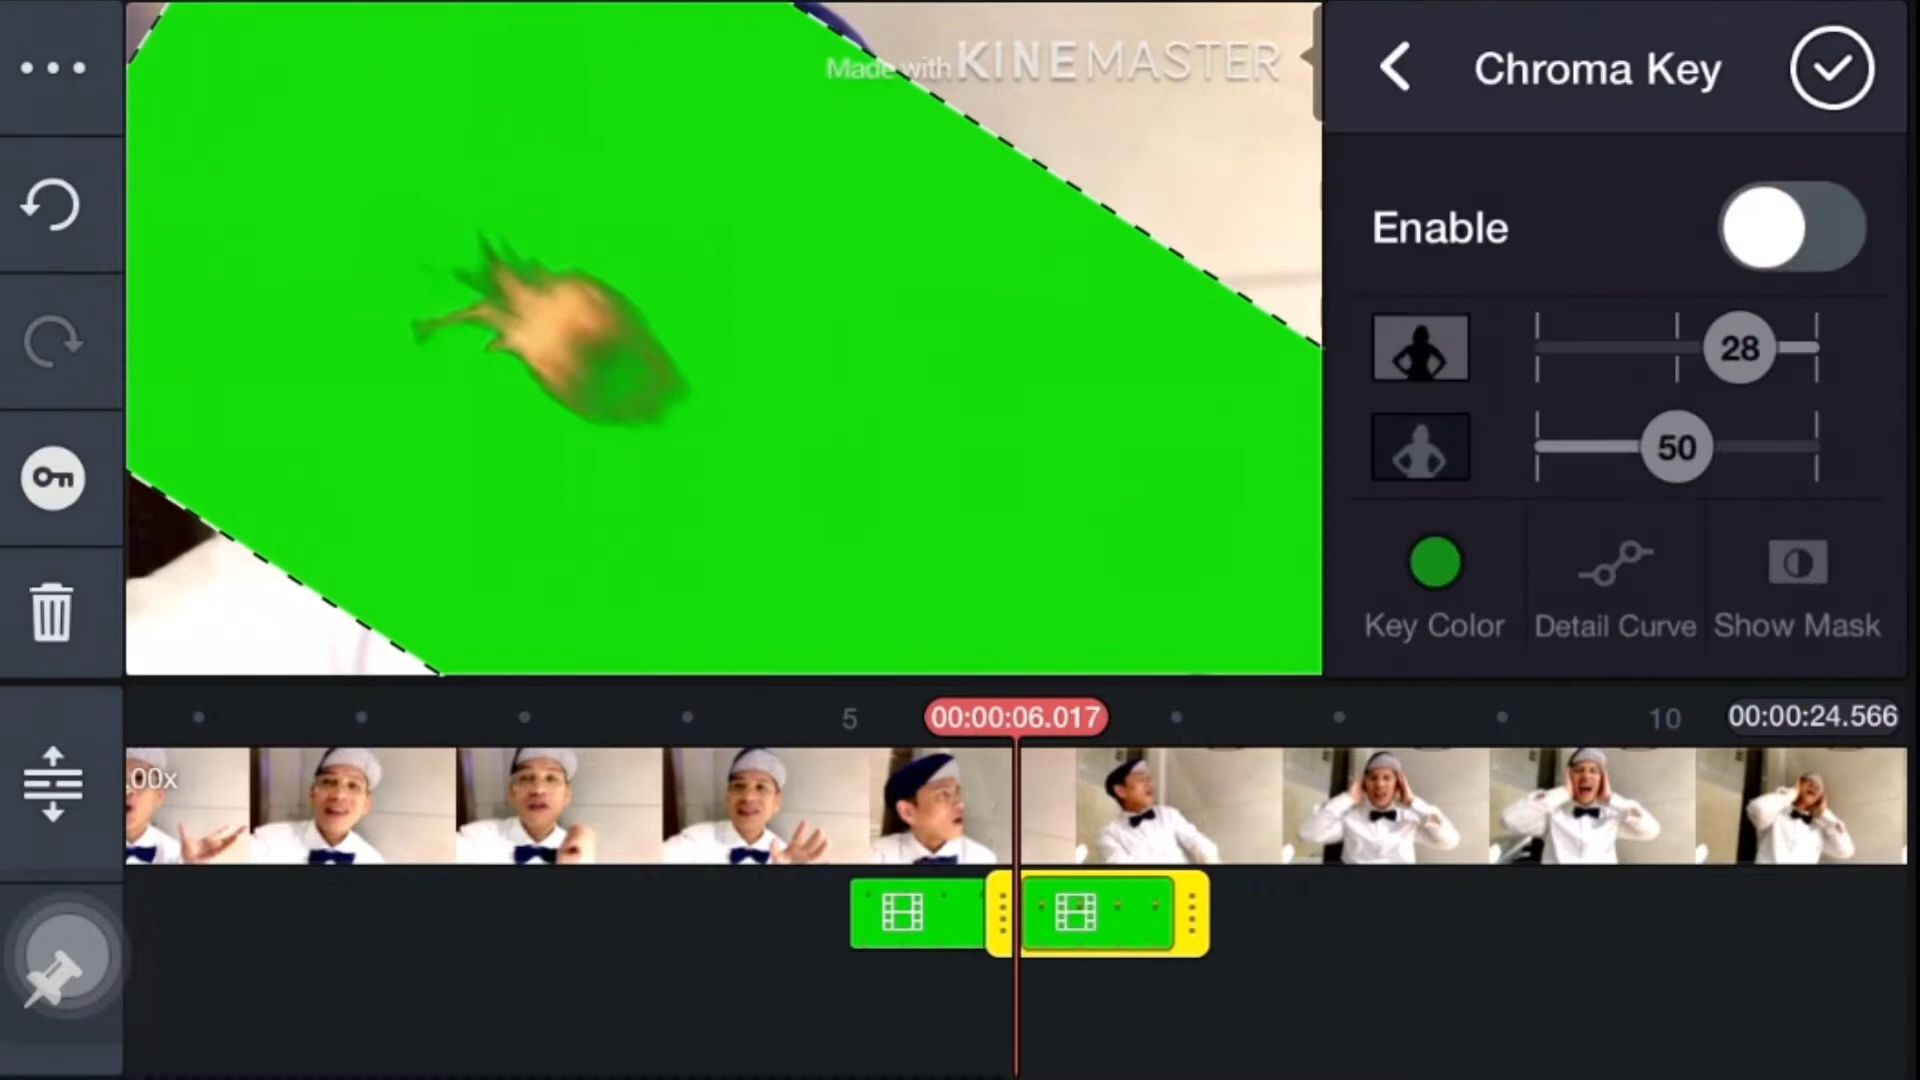 Made with KINEMASTER
Chroma Key
Enable
28
50
Key Color
Detail Curve
Show Mask
5
00:00:06.017
10
00:00:24.566
.00x